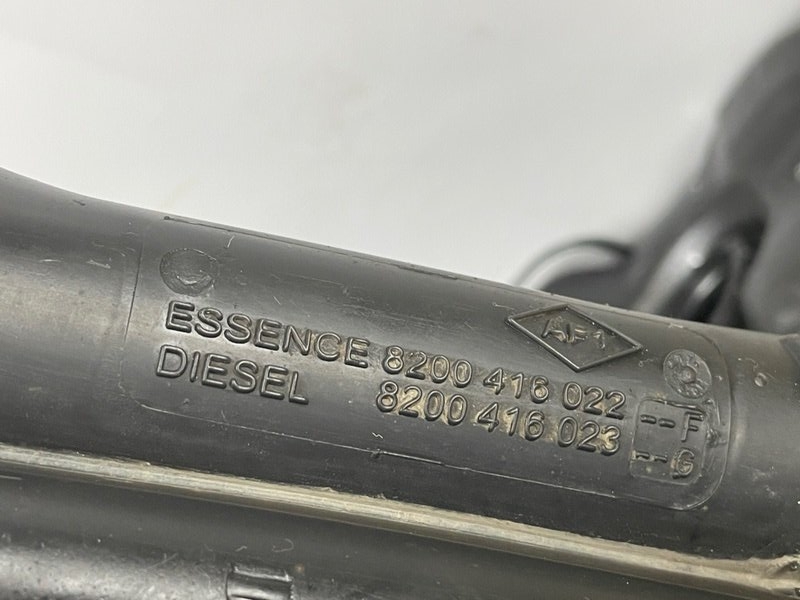 AF1
ESSENCE 8200 416 022 --F
DIESEL 8200 416 023 --G